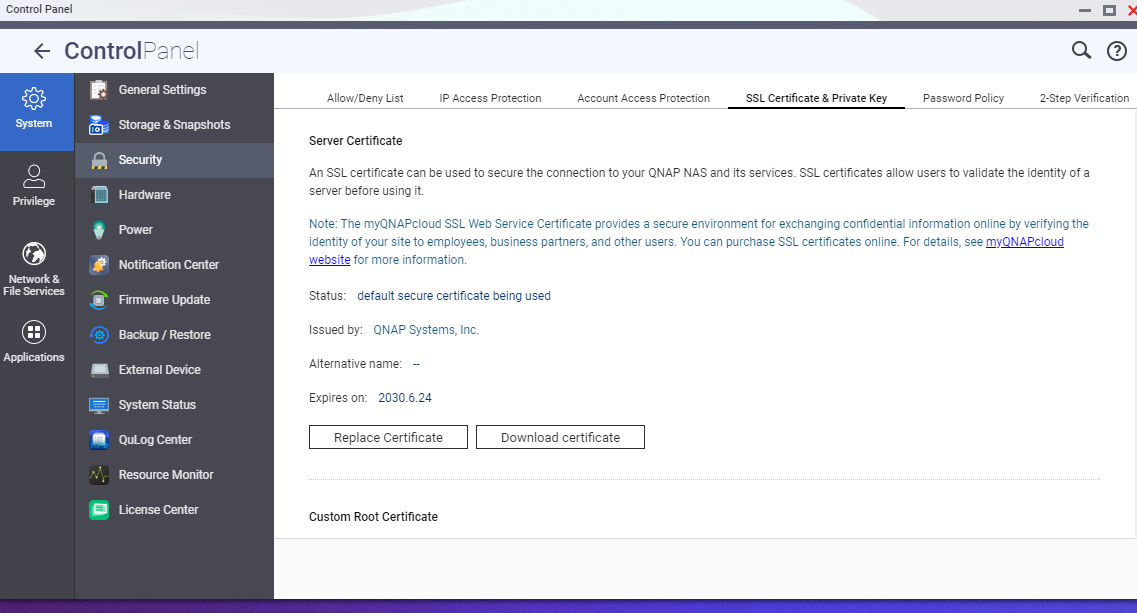 Control Panel
ControlPanel
System
Privilege
Network &
File Services
Applications
General Settings
Storage & Snapshots
Security
Hardware
Power
Notification Center
Firmware Update
Backup / Restore
External Device
System Status
QuLog Center
Resource Monitor
License Center
Allow/Deny List IP Access Protection Account Access Protection SSL Certificate & Private Key Password Policy 2-Step Verification
Server Certificate
An SSL certificate can be used to secure the connection to your QNAP NAS and its services. SSL certificates allow users to validate the identity of a
server before using it.
Note: The myQNAPcloud SSL Web Service Certificate provides a secure environment for exchanging confidential information online by verifying the
identity of your site to employees, business partners, and other users. You can purchase SSL certificates online. For details, see myQNAPcloud
website for more information.
Status: default secure certificate being used
Issued by: QNAP Systems, Inc.
Alternative name: --
Expires on: 2030.6.24
Replace Certificate Download certificate
Custom Root Certificate